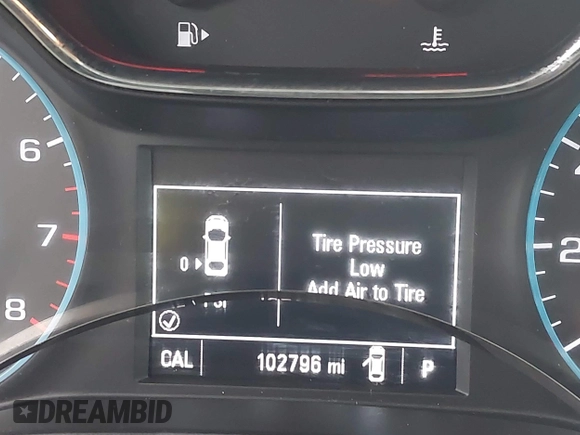 6
7
8
2
0
Tire Pressure
Low
Add Air to Tire
CAL
102796 mi
P
DREAMBID